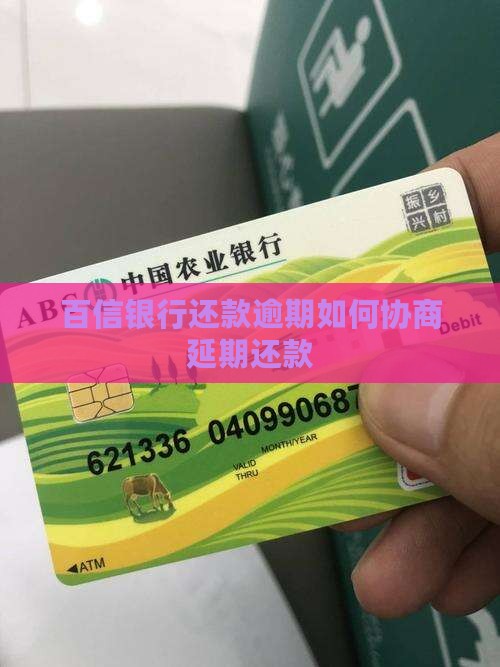 乡村
振兴
中国农业银行
ABC
百信银行还款逾期如何协商
延期还款
Debit
621336 040990687
MONTH/YEAR
VALID
THRU
◀ATM